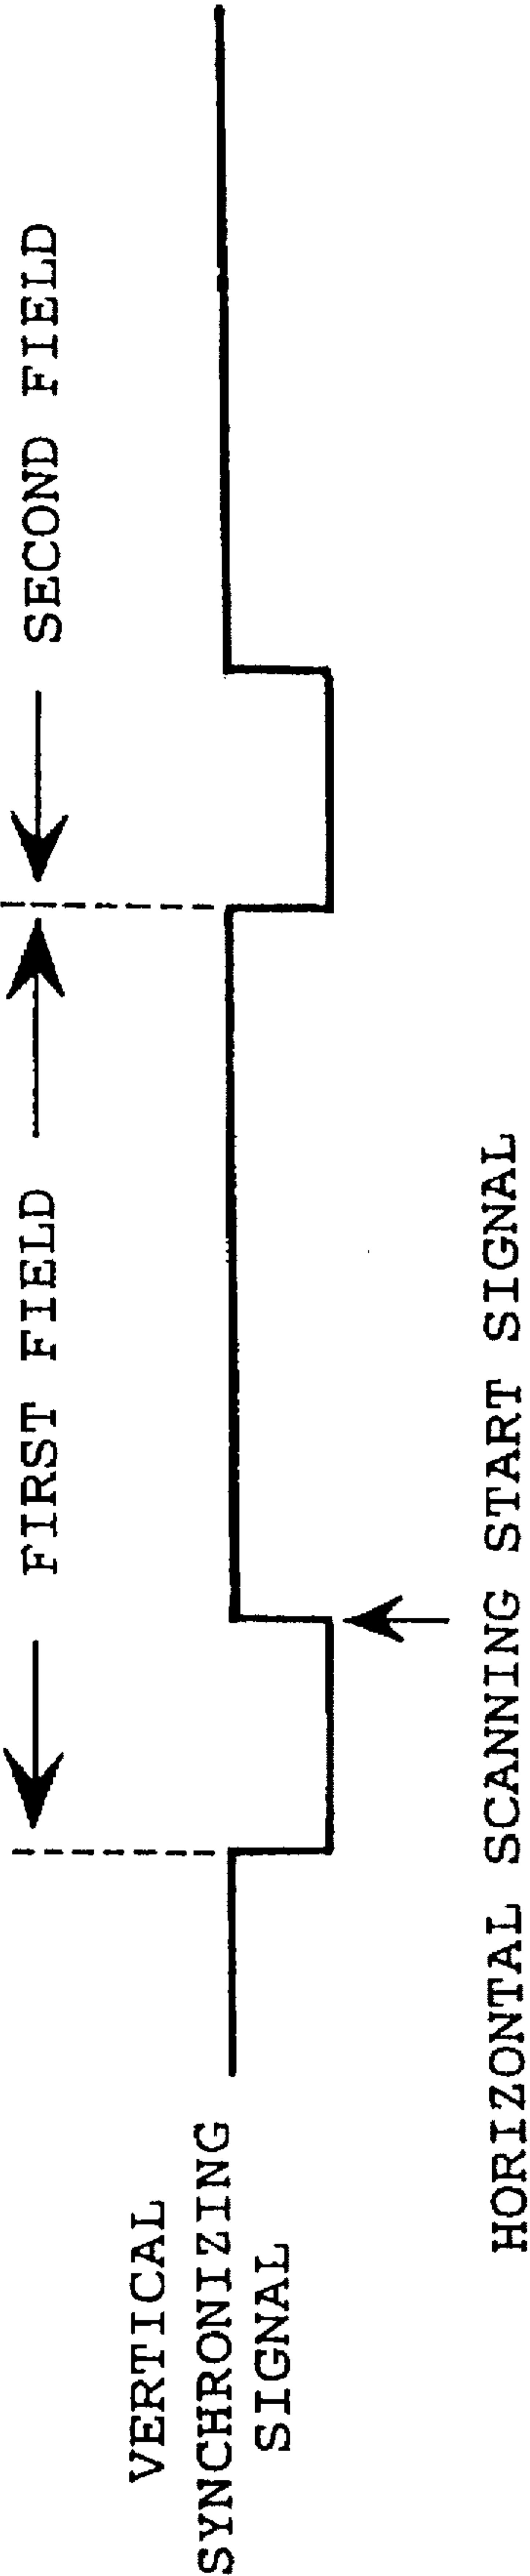 FIRST FIELD
SECOND FIELD
VERTICAL
SYNCHRONIZING
SIGNAL
HORIZONTAL SCANNING START SIGNAL